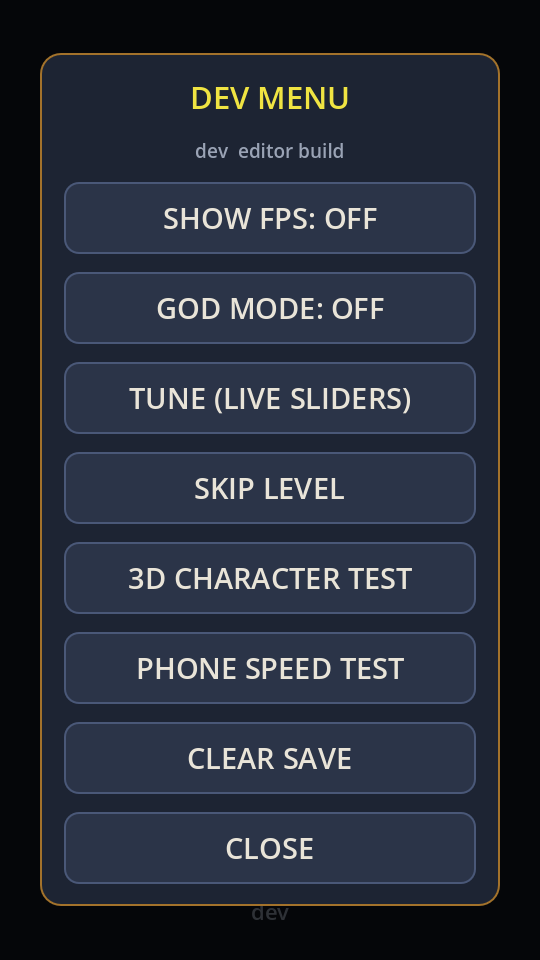 DEV MENU
dev editor build
SHOW FPS: OFF
GOD MODE: OFF
TUNE (LIVE SLIDERS)
SKIP LEVEL
3D CHARACTER TEST
PHONE SPEED TEST
CLEAR SAVE
CLOSE
dev